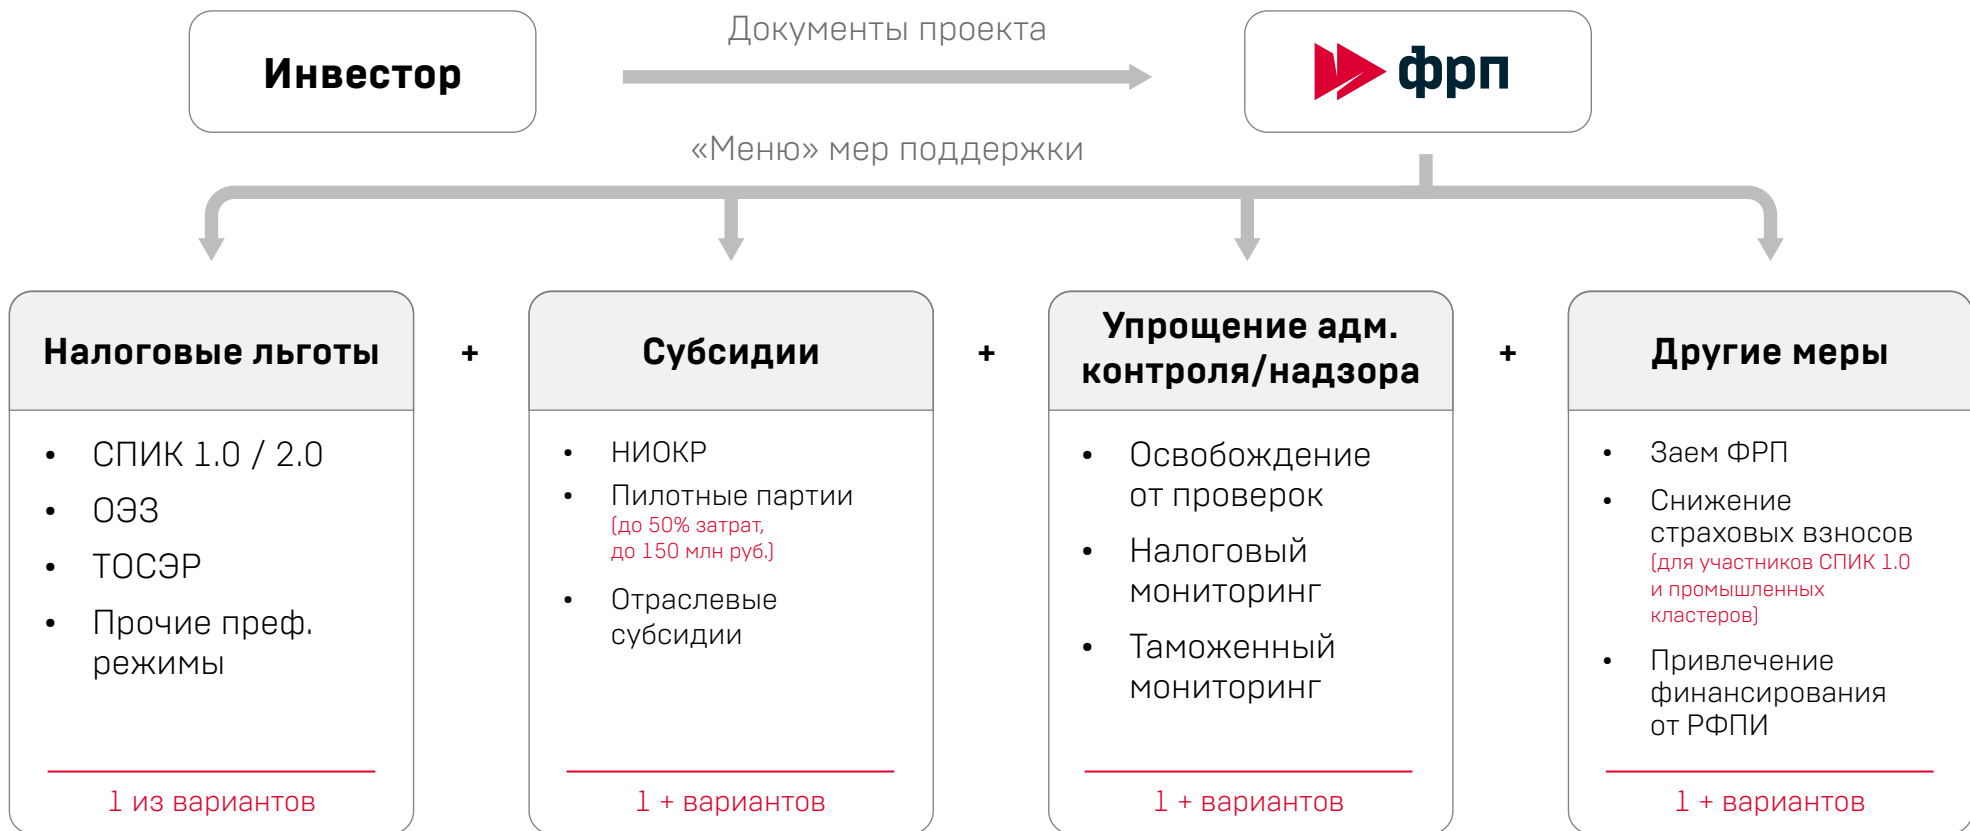 Инвестор
Документы проекта
фрп
«Меню» мер поддержки
Налоговые льготы
• СПИК 1.0 / 2.0
• ОЭЗ
• ТОСЭР
• Прочие преф.
режимы
1 из вариантов
+
Субсидии
• НИОКР
• Пилотные партии
(до 50% затрат,
до 150 млн руб.)
• Отраслевые
субсидии
1 + вариантов
+
Упрощение адм.
контроля/надзора
• Освобождение
от проверок
• Налоговый
мониторинг
• Таможенный
мониторинг
1 + вариантов
+
Другие меры
• Заем ФРП
• Снижение
страховых взносов
(для участников СПИК 1.0
и промышленных
кластеров)
• Привлечение
финансирования
от РФПИ
1 + вариантов